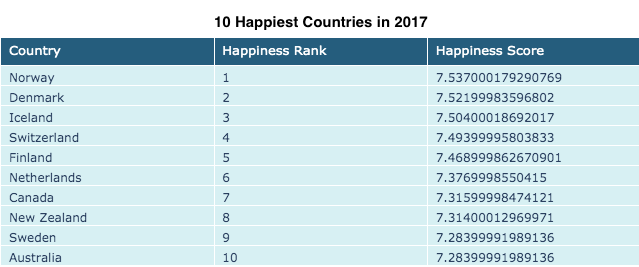 10 Happiest Countries in 2017
Country Happiness Rank Happiness Score
Norway 1 7.537000179290769
Denmark 2 7.52199983596802
Iceland 3 7.50400018692017
Switzerland 4 7.49399995803833
Finland 5 7.468999862670901
Netherlands 6 7.3769998550415
Canada 7 7.31599998474121
New Zealand 8 7.31400012969971
Sweden 9 7.28399991989136
Australia 10 7.28399991989136